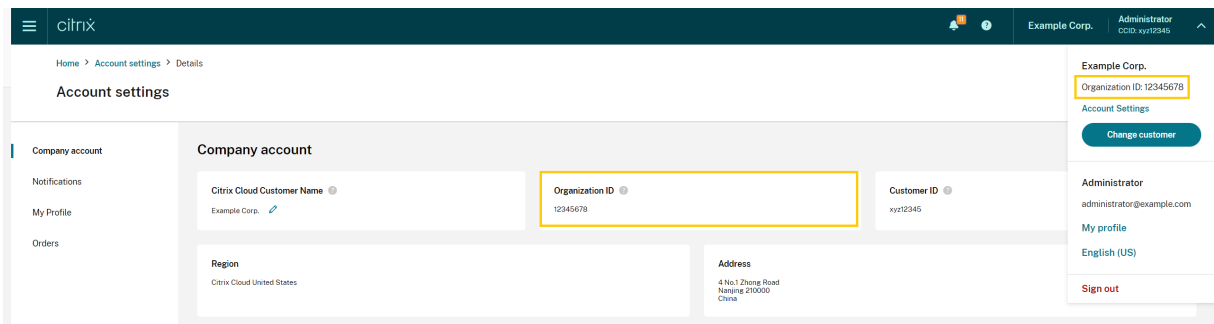 citrix
11
?
Example Corp.
Administrator
CCID: xyz12345
Home > Account settings > Details
Account settings
Example Corp.
Organization ID: 12345678
Account Settings
Change customer
Administrator
administrator@example.com
My profile
English (US)
Sign out
Company account
Notifications
My Profile
Orders
Company account
Citrix Cloud Customer Name ?
Example Corp.
Organization ID ?
12345678
Customer ID ?
xyz12345
Region
Citrix Cloud United States
Address
4 No.1 Zhong Road
Nanjing 210000
China